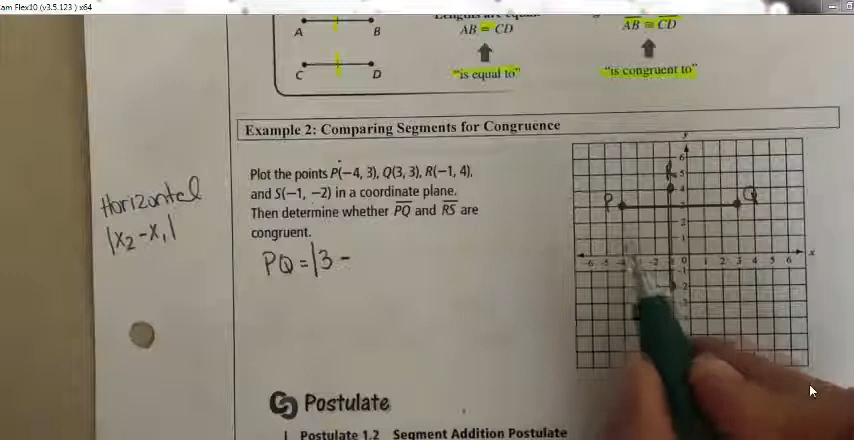 am Flex10 (v3.5.123 ) x64
A B
AB = CD
AB ≅ CD
C D
"is equal to"
"is congruent to"
Example 2: Comparing Segments for Congruence
Plot the points P(−4, 3), Q(3, 3), R(−1, 4),
and S(−1, −2) in a coordinate plane.
Then determine whether PQ and RS are
congruent.
Horizontal
|x₂-x₁|
PQ = |3 -
y
P
R
Q
x
6
5
4
2
1
-6 -5 -4 -2 -1 0 1 2 3 4 5 6
-1
-2
Postulate
Postulate 1.2 Segment Addition Postulate